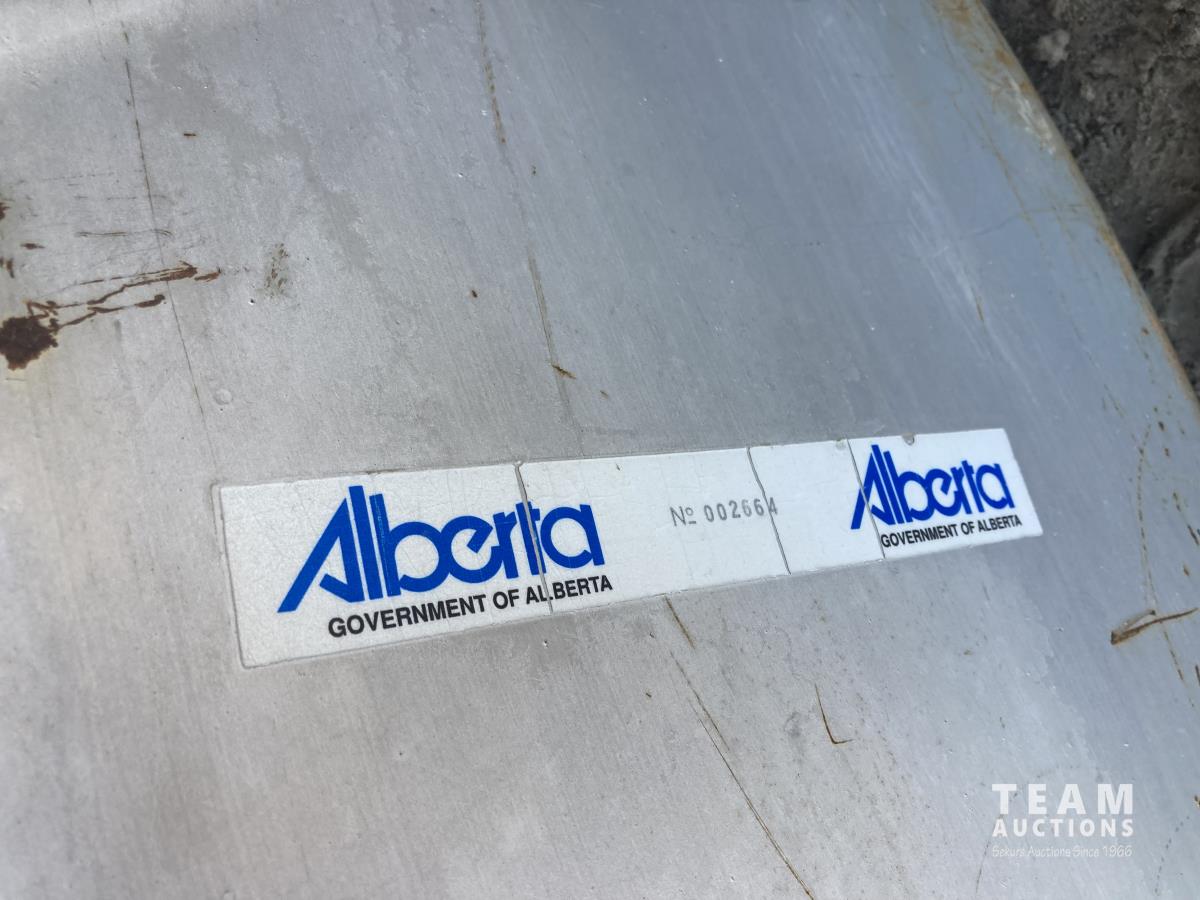 Alberta
GOVERNMENT OF ALBERTA
Nº 002664
Alberta
GOVERNMENT OF ALBERTA
TEAM
AUCTIONS
Sekura Auctions Since 1966